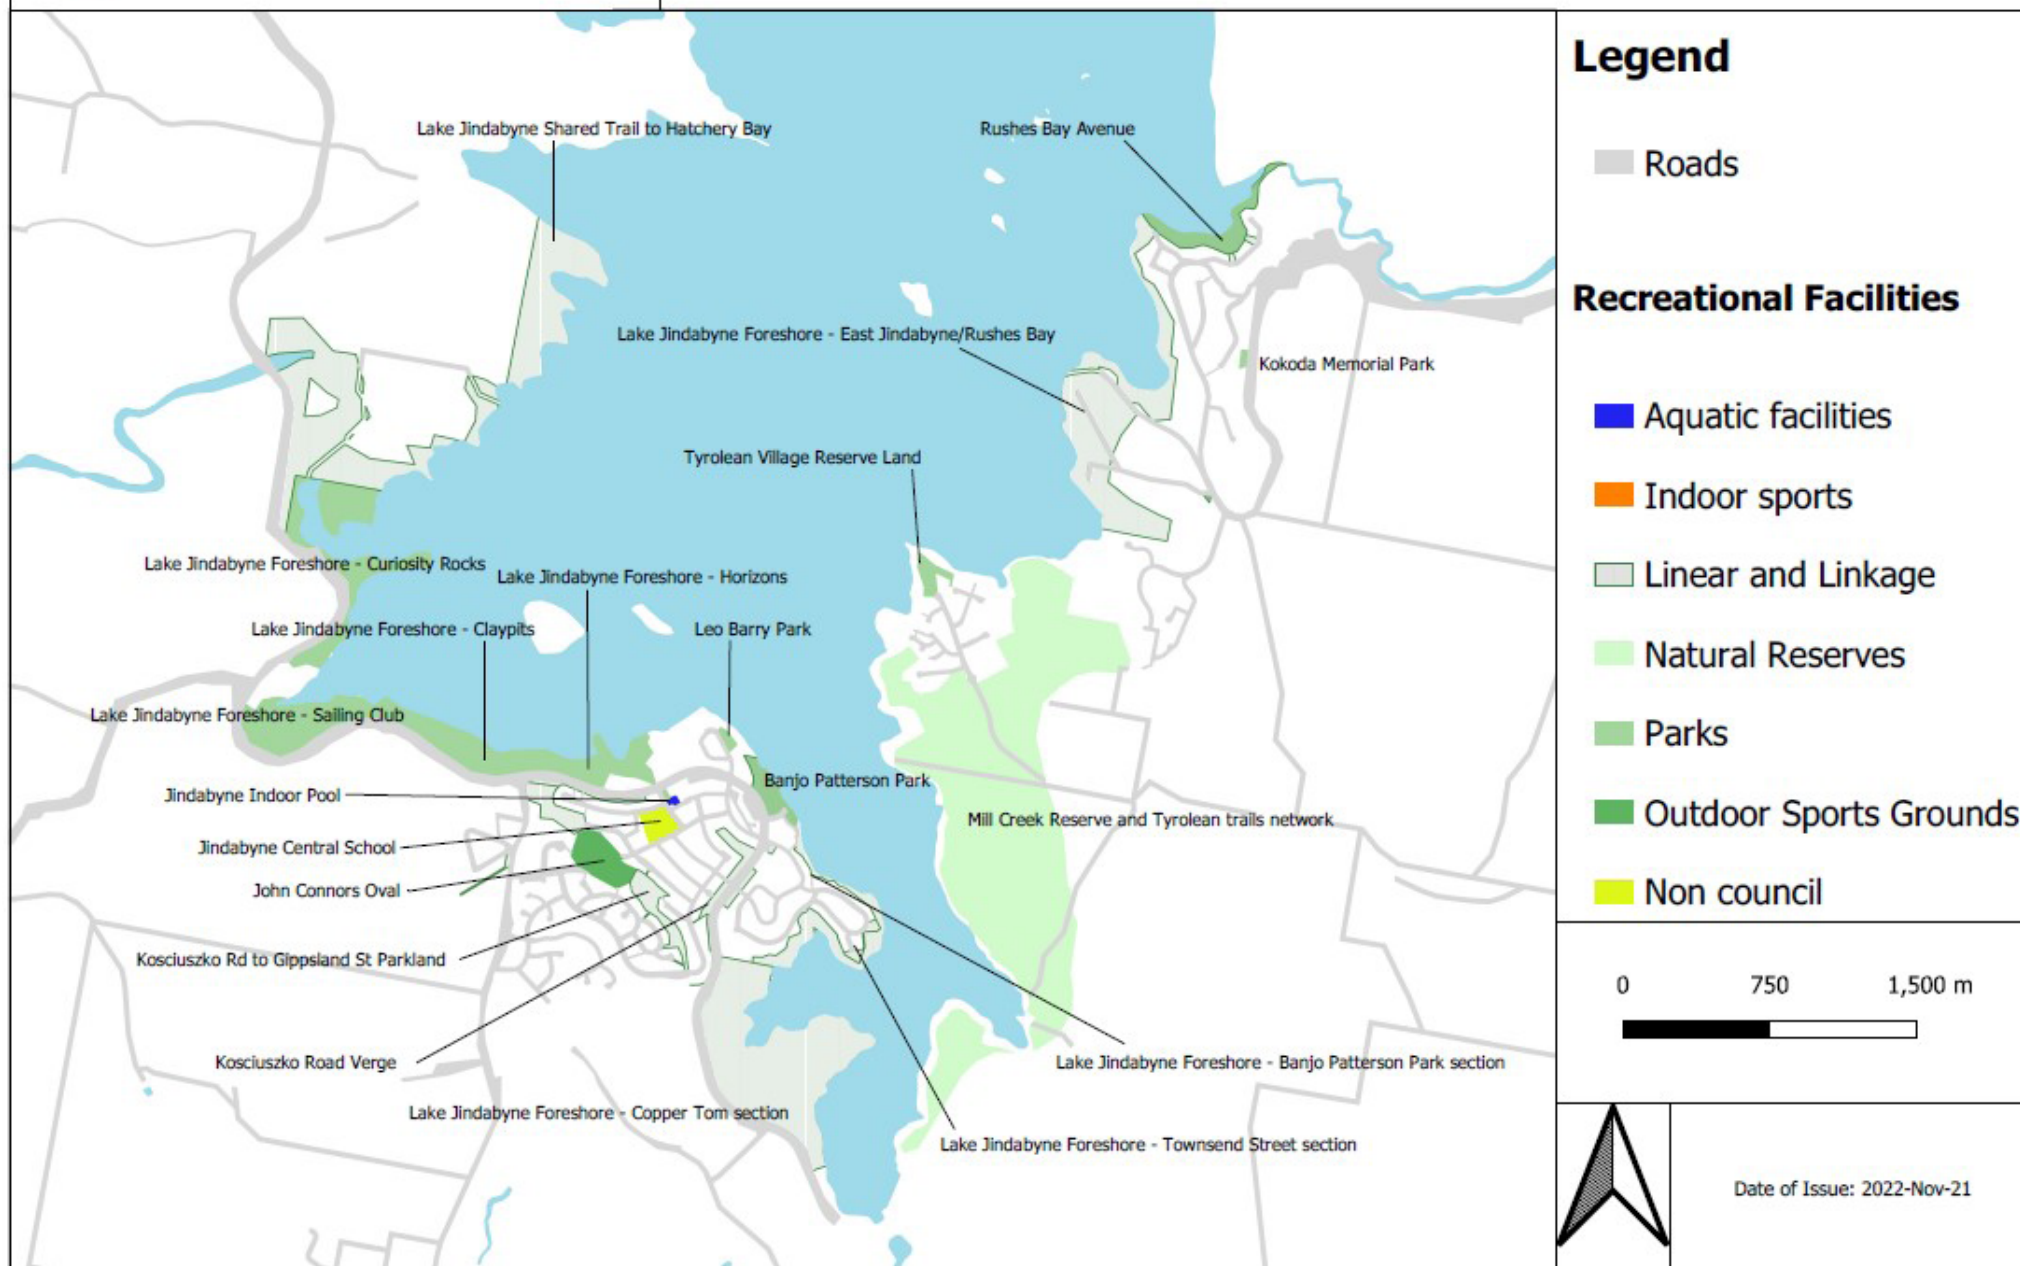 Lake Jindabyne Shared Trail to Hatchery Bay
Rushes Bay Avenue
Lake Jindabyne Foreshore - East Jindabyne/Rushes Bay
Kokoda Memorial Park
Tyrolean Village Reserve Land
Lake Jindabyne Foreshore - Curiosity Rocks
Lake Jindabyne Foreshore - Horizons
Lake Jindabyne Foreshore - Claypits
Leo Barry Park
Lake Jindabyne Foreshore - Sailing Club
Banjo Patterson Park
Jindabyne Indoor Pool
Mill Creek Reserve and Tyrolean trails network
Jindabyne Central School
John Connors Oval
Kosciuszko Rd to Gippsland St Parkland
Kosciuszko Road Verge
Lake Jindabyne Foreshore - Banjo Patterson Park section
Lake Jindabyne Foreshore - Copper Tom section
Lake Jindabyne Foreshore - Townsend Street section
Legend
Roads
Recreational Facilities
Aquatic facilities
Indoor sports
Linear and Linkage
Natural Reserves
Parks
Outdoor Sports Grounds
Non council
0 750 1,500 m
Date of Issue: 2022-Nov-21